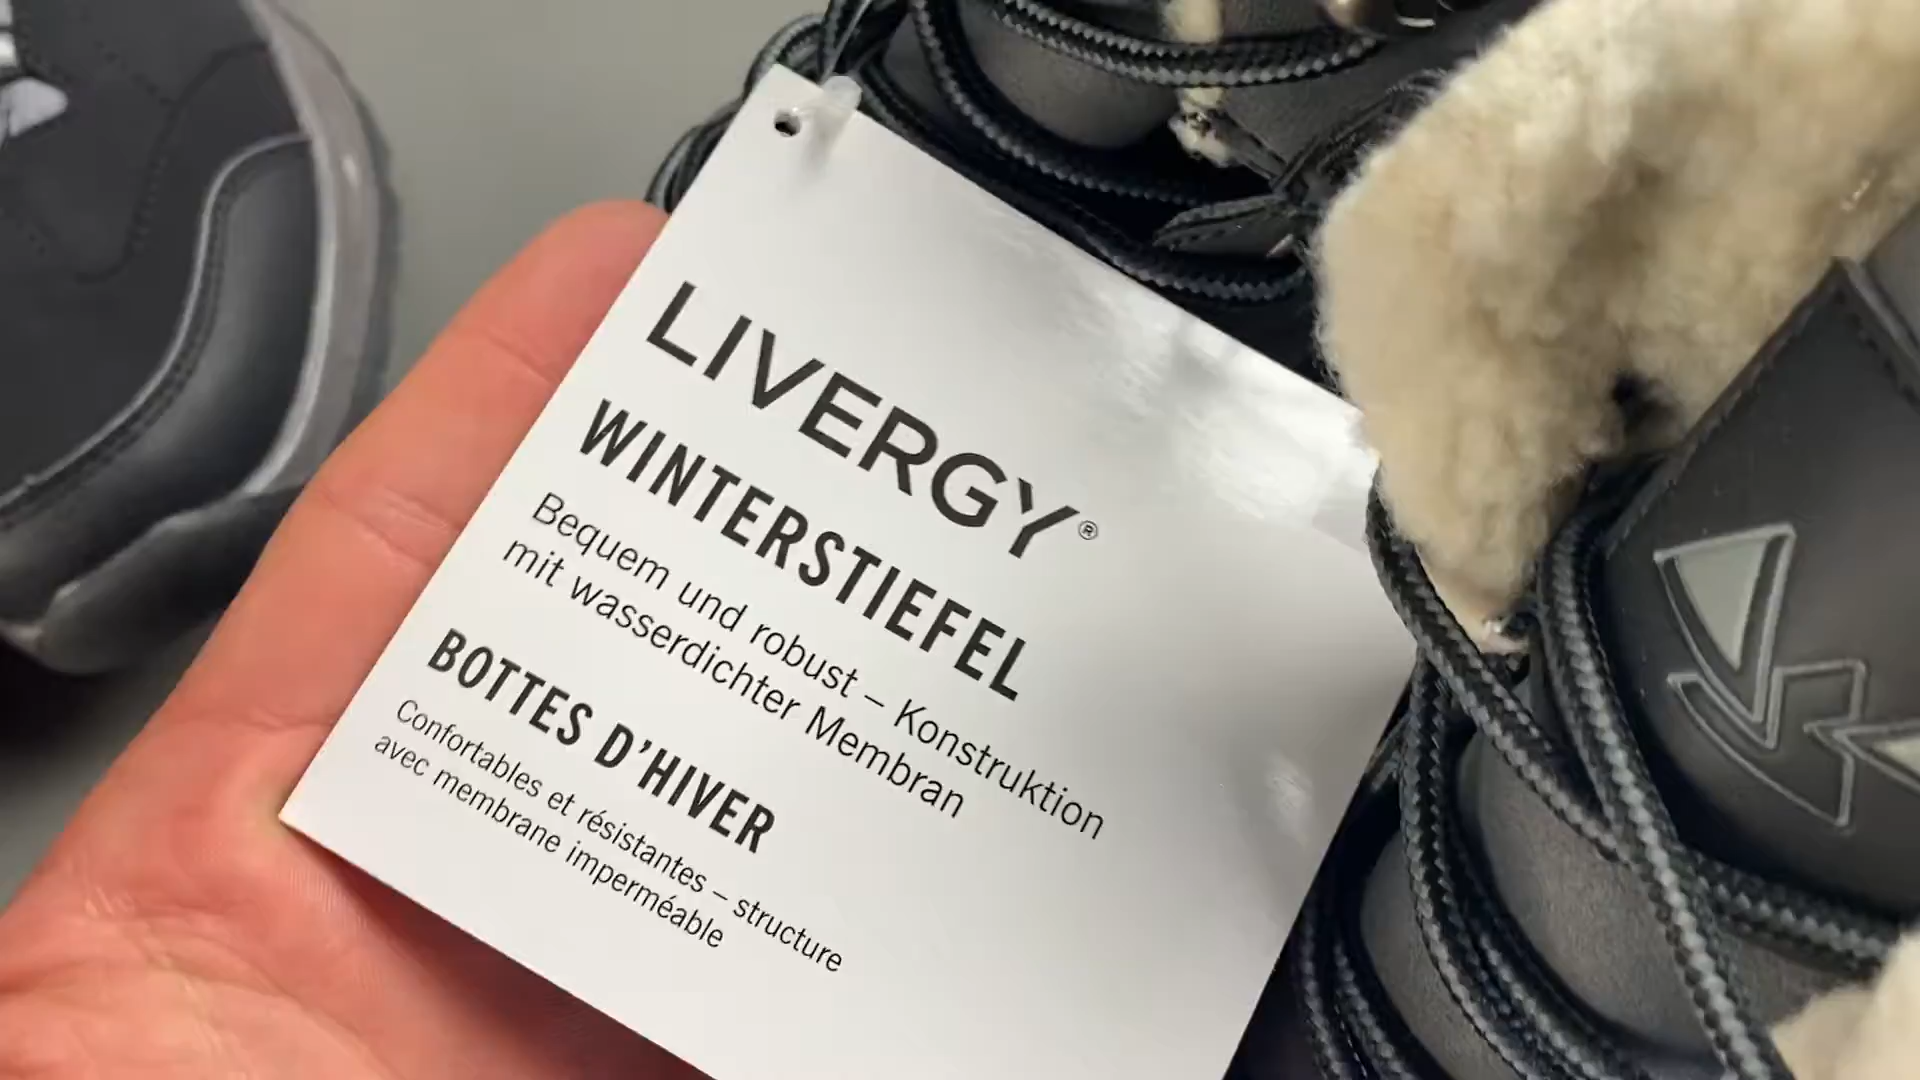 LIVERGY®
WINTERSTIEFEL
Bequem und robust – Konstruktion
mit wasserdichter Membran
BOTTES D'HIVER
Confortables et résistantes – structure
avec membrane imperméable